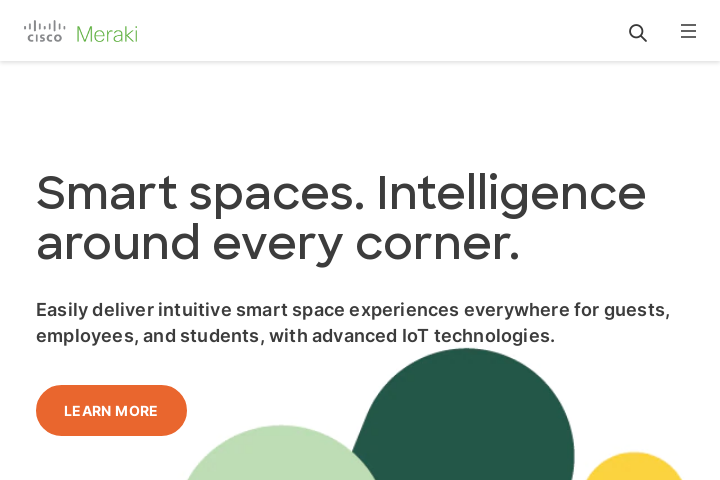 CISCO Meraki
Smart spaces. Intelligence
around every corner.
Easily deliver intuitive smart space experiences everywhere for guests,
employees, and students, with advanced IoT technologies.
LEARN MORE